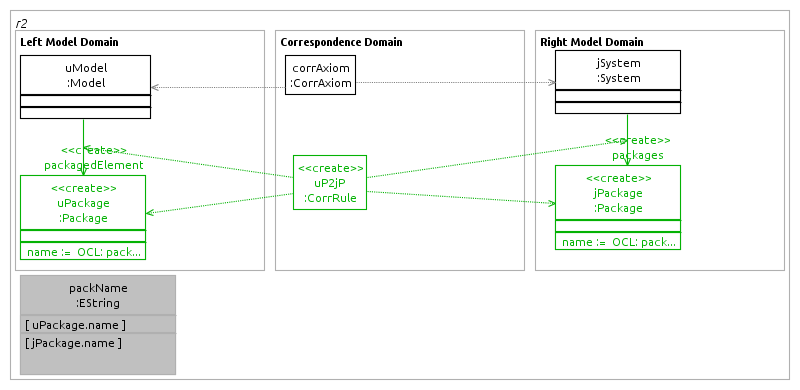 r2
Left Model Domain
Correspondence Domain
Right Model Domain
uModel
:Model
corrAxiom
:CorrAxiom
jSystem
:System
<<create>>
packagedElement
<<create>>
packages
<<create>>
uPackage
:Package
name := OCL: pack...
<<create>>
uP2jP
:CorrRule
<<create>>
jPackage
:Package
name := OCL: pack...
packName
:EString
[ uPackage.name ]
[ jPackage.name ]